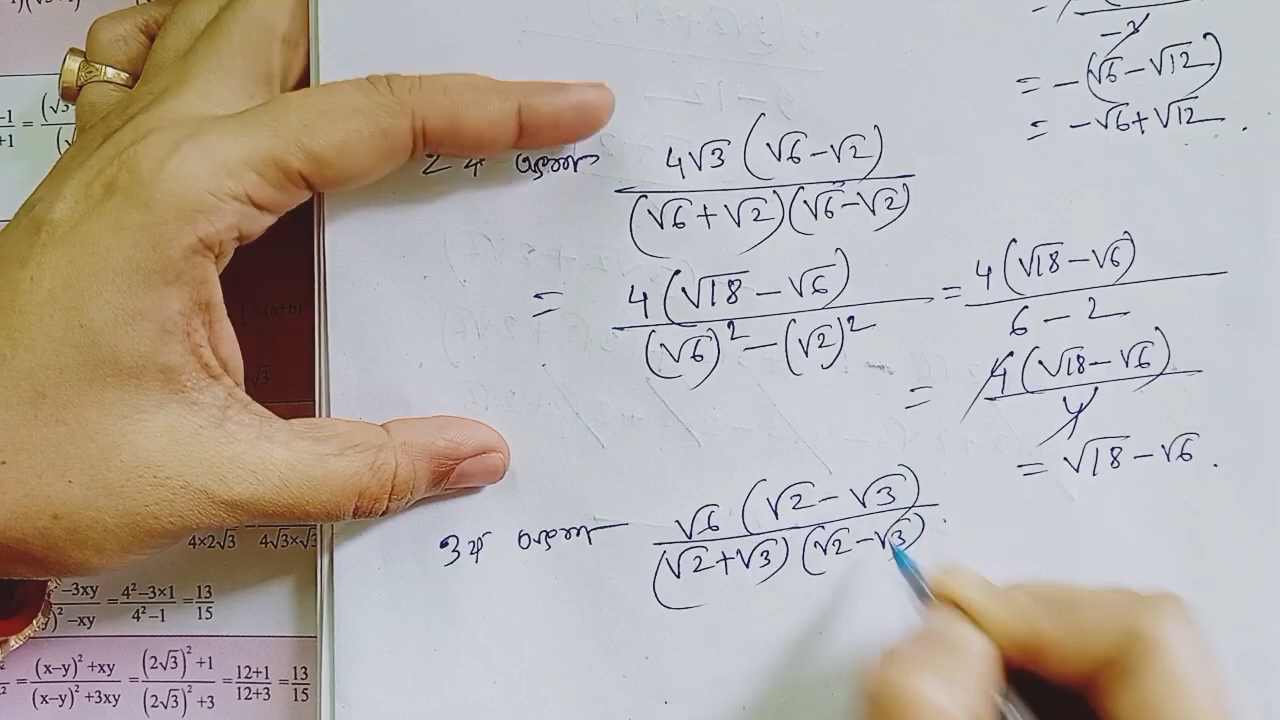 -2
= -(√6-√12)
= -√6+√12.
অংশ 4√3 (√6-√2) / (√6+√2)(√6-√2)
= 4(√18-√6) / (√6)² - (√2)² = 4(√18-√6) / 6-2
= 4(√18-√6) / 4
= √18-√6.
৩য় অংশ √6 (√2-√3) / (√2+√3)(√2-√3)
4×2√3 4√3×√3
-3xy / ² -xy = 4²-3×1 / 4²-1 = 13/15
= (x-y)² +xy / (x-y)² +3xy = (2√3)² +1 / (2√3)² +3 = 12+1 / 12+3 = 13/15